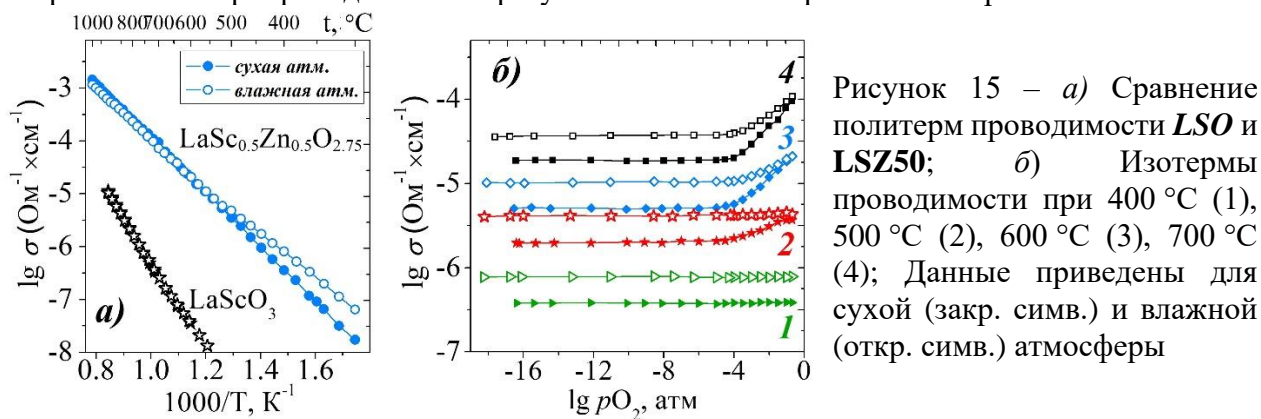 1000 800 700 600 500 400 t, °C
сухая атм.
влажная атм.
LaSc₀.₅Zn₀.₅O₂.₇₅
LaScO₃
а)
lg σ (Ом⁻¹×см⁻¹)
-3
-4
-5
-6
-7
-8
0.8 1.0 1.2 1.4 1.6
1000/T, К⁻¹
б)
4
3
2
1
lg σ (Ом⁻¹×см⁻¹)
-4
-5
-6
-7
-16 -12 -8 -4 0
lg pO₂, атм
Рисунок 15 – а) Сравнение
политерм проводимости LSO и
LSZ50; б) Изотермы
проводимости при 400 °C (1),
500 °C (2), 600 °C (3), 700 °C
(4); Данные приведены для
сухой (закр. симв.) и влажной
(откр. симв.) атмосферы